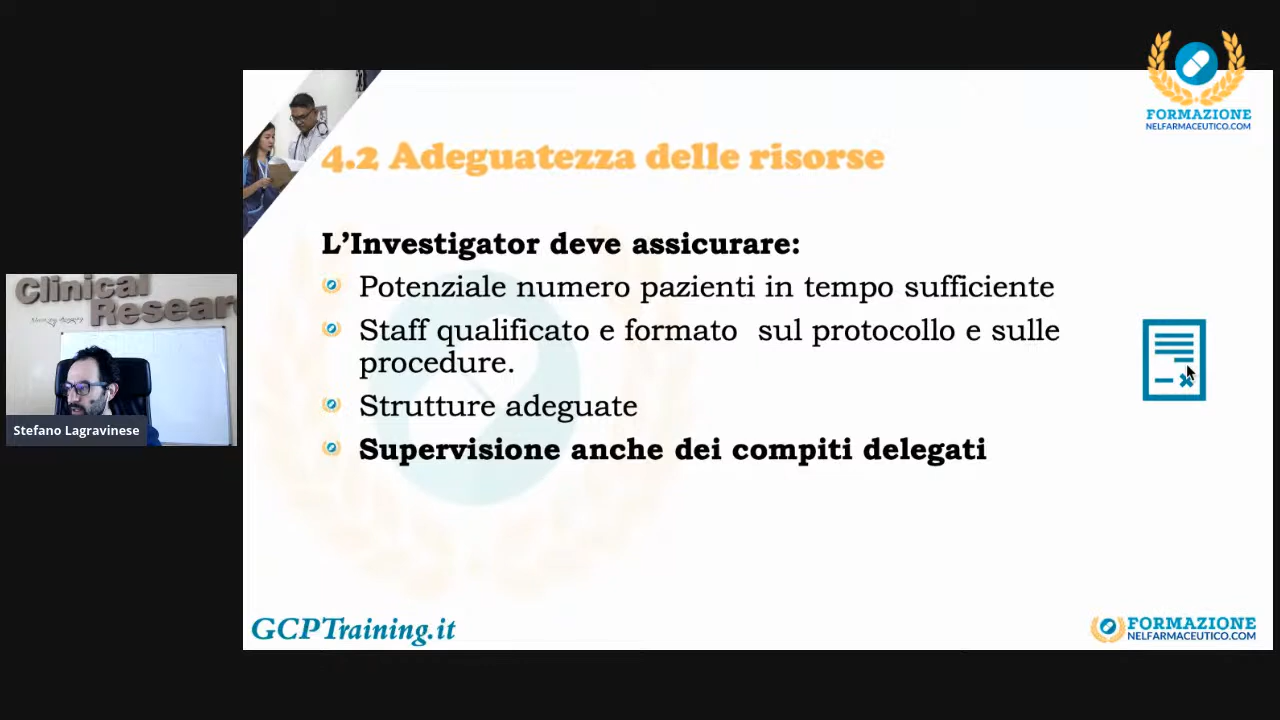 FORMAZIONE
NELFARMACEUTICO.COM
4.2 Adeguatezza delle risorse
L’Investigator deve assicurare:
Potenziale numero pazienti in tempo sufficiente
Staff qualificato e formato sul protocollo e sulle
procedure.
Strutture adeguate
Supervisione anche dei compiti delegati
Clinical
Resear
Stefano Lagravinese
GCPTraining.it
FORMAZIONE
NELFARMACEUTICO.COM